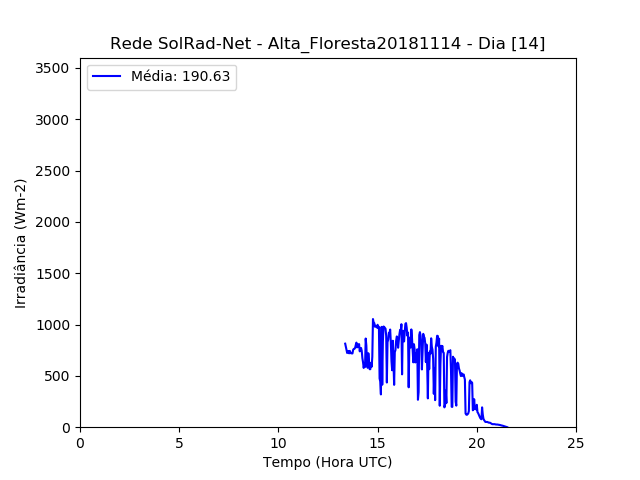 Rede SolRad-Net - Alta_Floresta20181114 - Dia [14]
Média: 190.63
3500
3000
2500
2000
1500
1000
500
0
Irradiância (Wm-2)
0 5 10 15 20 25
Tempo (Hora UTC)